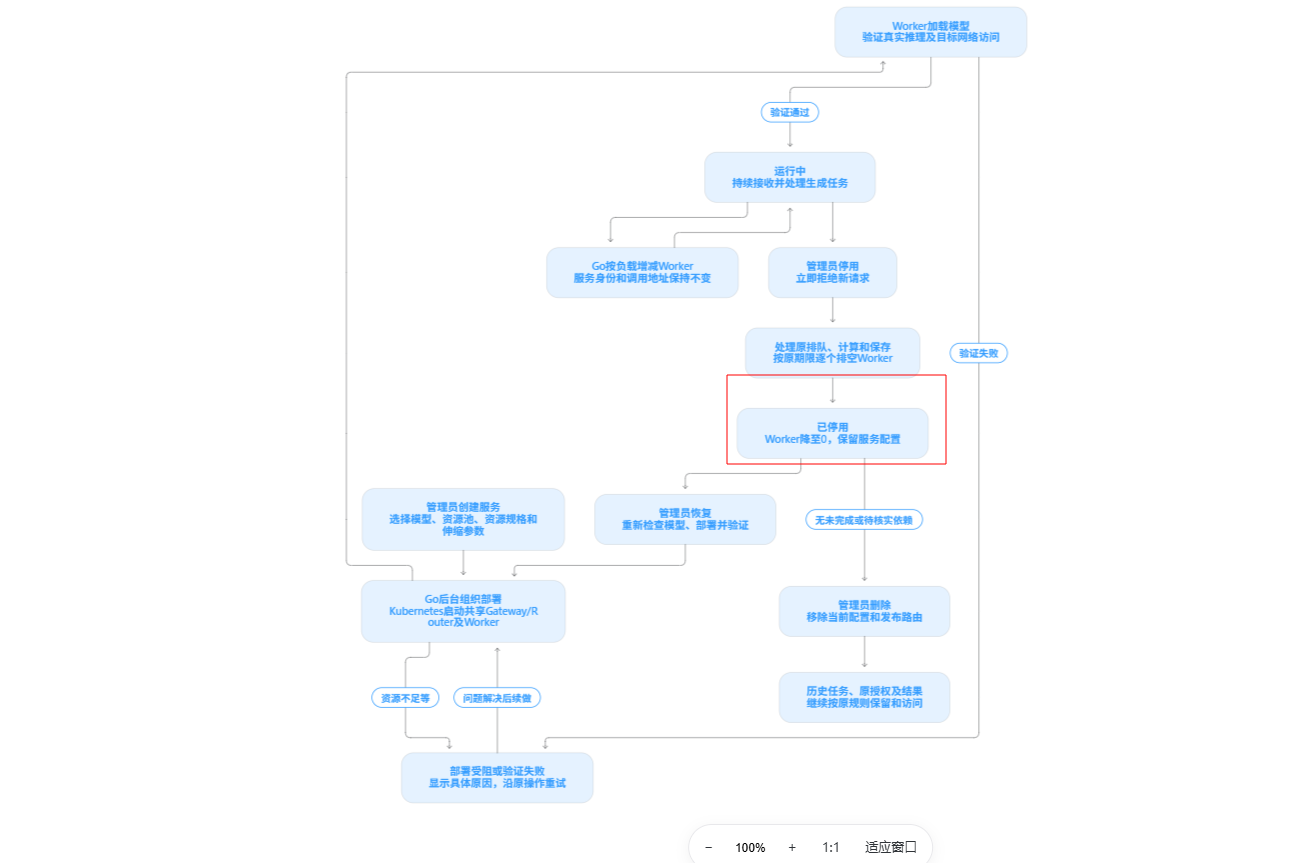 Worker加载模型
验证真实推理及目标网络访问
验证通过
运行中
持续接收并处理生成任务
Go按负载增减Worker
服务身份和调用地址保持不变
管理员停用
立即拒绝新请求
处理原排队、计算和保存
按原期限逐个排空Worker
验证失败
已停用
Worker降至0，保留服务配置
管理员创建服务
选择模型、资源池、资源规格和
伸缩参数
管理员恢复
重新检查模型、部署并验证
无未完成或待核实依赖
Go后台组织部署
Kubernetes启动共享Gateway/R
outer及Worker
管理员删除
移除当前配置和发布路由
资源不足等
问题解决后续做
历史任务、原授权及结果
继续按原规则保留和访问
部署受阻或验证失败
显示具体原因，沿原操作重试
− 100% + 1:1 适应窗口